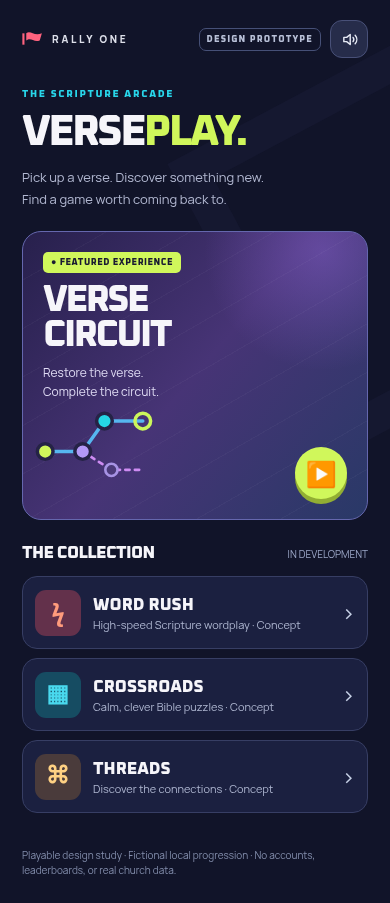 RALLY ONE
DESIGN PROTOTYPE
THE SCRIPTURE ARCADE
VERSEPLAY.
Pick up a verse. Discover something new.
Find a game worth coming back to.
• FEATURED EXPERIENCE
VERSE
CIRCUIT
Restore the verse.
Complete the circuit.
THE COLLECTION
IN DEVELOPMENT
WORD RUSH
High-speed Scripture wordplay · Concept
CROSSROADS
Calm, clever Bible puzzles · Concept
THREADS
Discover the connections · Concept
Playable design study · Fictional local progression · No accounts,
leaderboards, or real church data.